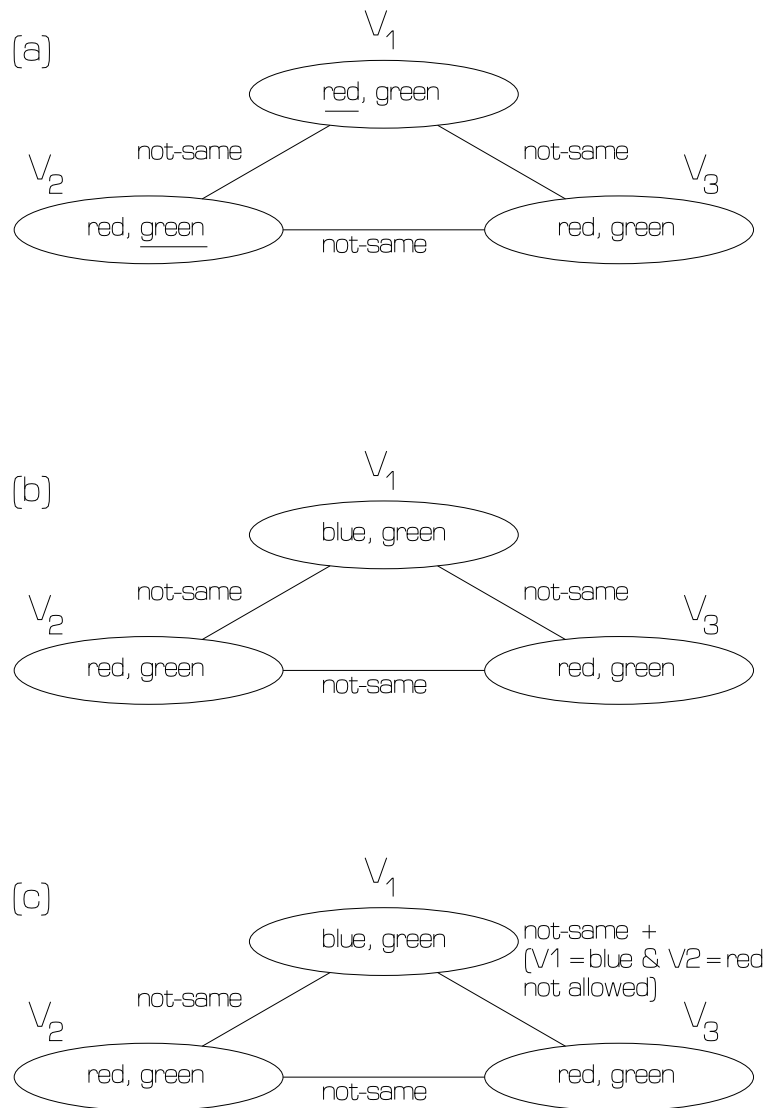 (a)
V1
red, green
not-same
not-same
V2
V3
red, green
red, green
not-same
(b)
V1
blue, green
not-same
not-same
V2
V3
red, green
red, green
not-same
(c)
V1
blue, green
not-same +
(V1=blue & V2=red
not allowed)
not-same
V2
V3
red, green
red, green
not-same